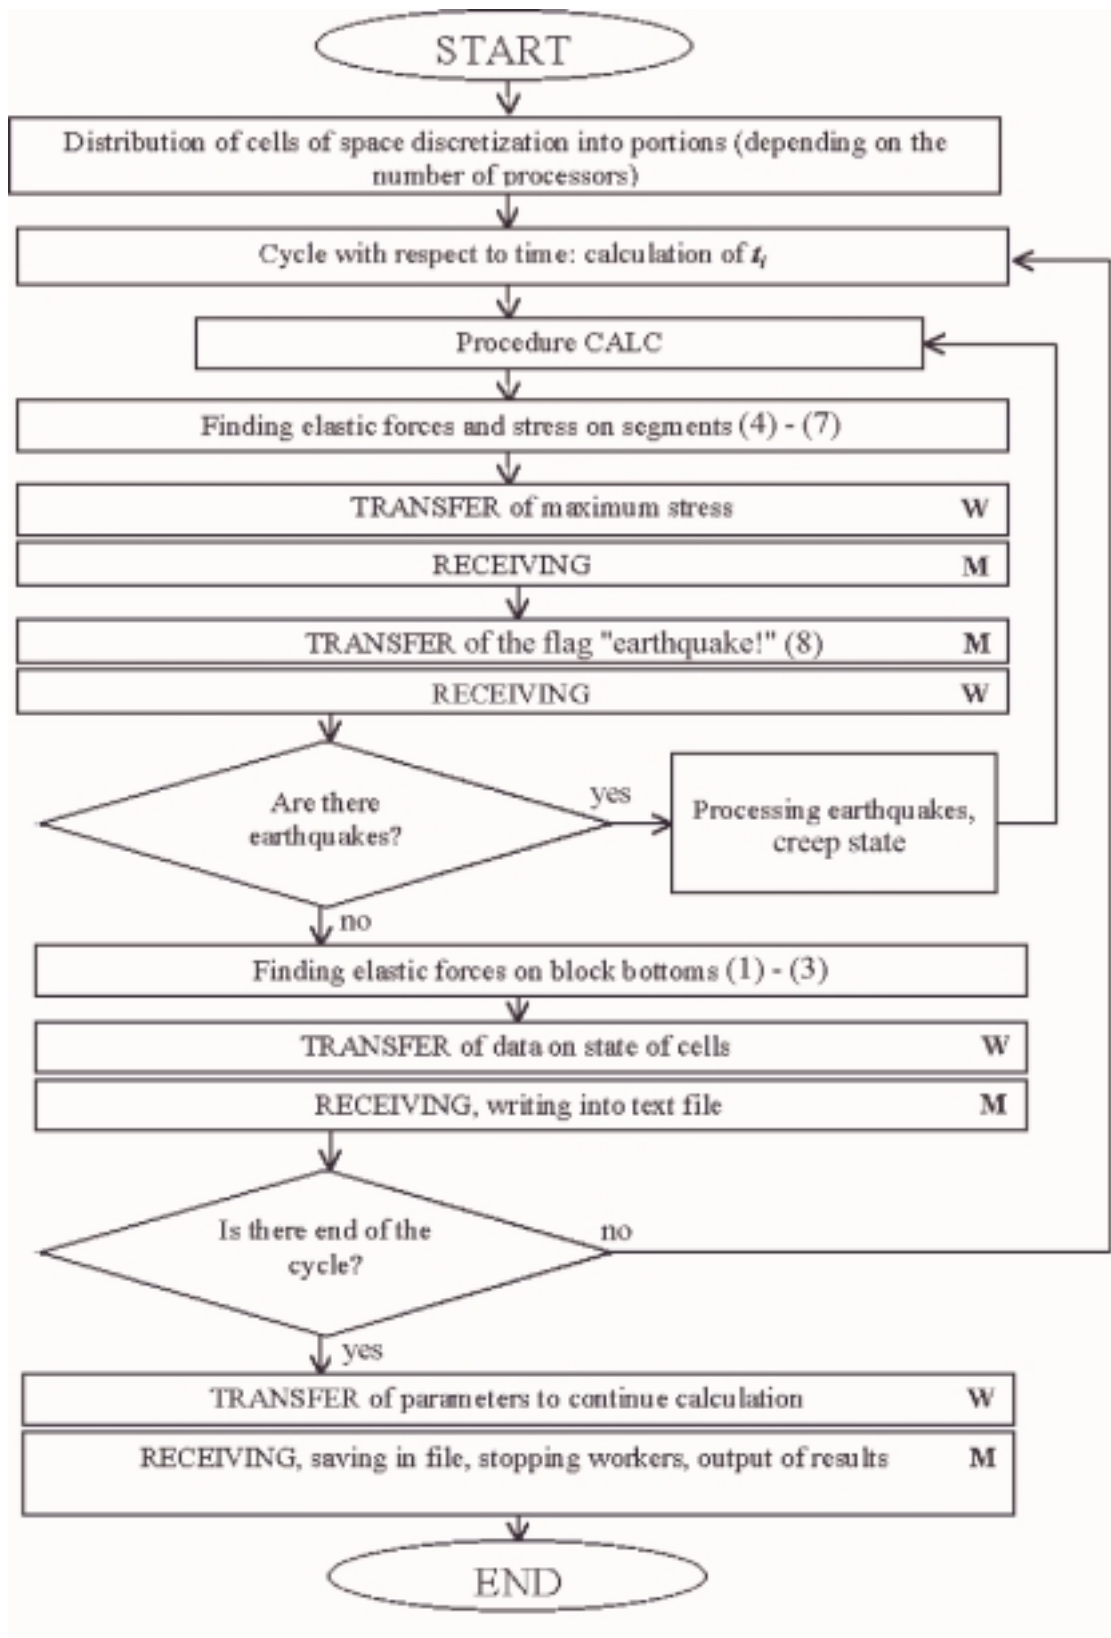 START
Distribution of cells of space discretization into portions (depending on the
number of processors)
Cycle with respect to time: calculation of tᵢ
Procedure CALC
Finding elastic forces and stress on segments (4) - (7)
TRANSFER of maximum stress W
RECEIVING M
TRANSFER of the flag "earthquake!" (8) M
RECEIVING W
Are there
earthquakes?
yes
Processing earthquakes,
creep state
no
Finding elastic forces on block bottoms (1) - (3)
TRANSFER of data on state of cells W
RECEIVING, writing into text file M
Is there end of the
cycle?
no
yes
TRANSFER of parameters to continue calculation W
RECEIVING, saving in file, stopping workers, output of results M
END